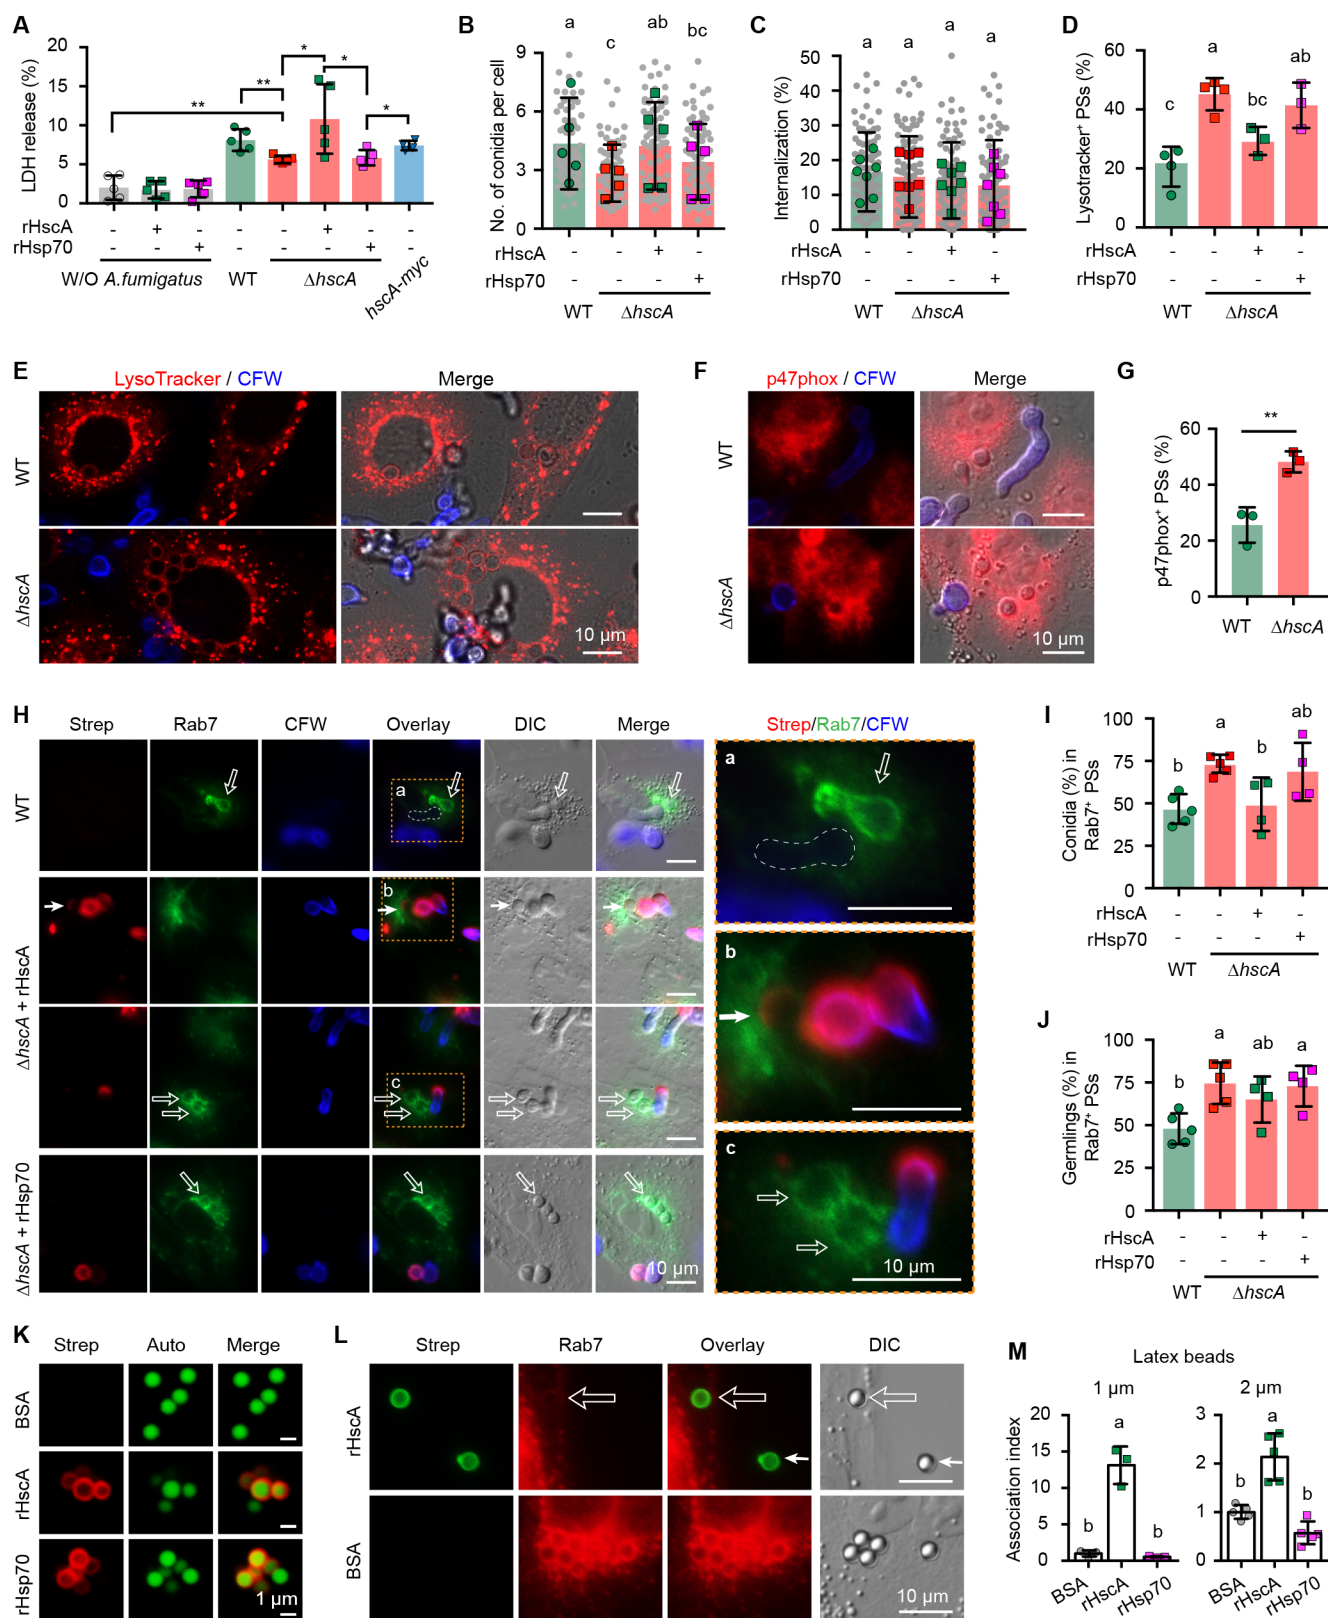 A
LDH release (%)
20
15
10
5
0
** ** * * *
rHscA - + - - - + - -
rHsp70 - - + - - - + -
W/O A.fumigatus WT ΔhscA hscA-myc
B
No. of conidia per cell
9
6
3
0
a c ab bc
rHscA - - + -
rHsp70 - - - +
WT ΔhscA
C
Internalization (%)
50
40
30
20
10
0
a a a a
rHscA - - + -
rHsp70 - - - +
WT ΔhscA
D
Lysotracker⁺ PSs (%)
60
40
20
0
c a bc ab
rHscA - - + -
rHsp70 - - - +
WT ΔhscA
E
LysoTracker / CFW Merge
WT
ΔhscA
10 µm
F
p47phox / CFW Merge
WT
ΔhscA
10 µm
G
p47phox⁺ PSs (%)
60
40
20
0
**
WT ΔhscA
H
Strep Rab7 CFW Overlay DIC Merge Strep/Rab7/CFW
WT
a
ΔhscA + rHscA
b
c
ΔhscA + rHsp70
10 µm
a
b
c
10 µm
I
Conidia (%) in
Rab7⁺ PSs
100
75
50
25
0
b a b ab
rHscA - - + -
rHsp70 - - - +
WT ΔhscA
J
Germlings (%) in
Rab7⁺ PSs
100
75
50
25
0
b a ab a
rHscA - - + -
rHsp70 - - - +
WT ΔhscA
K
Strep Auto Merge
BSA
rHscA
rHsp70
1 µm
L
Strep Rab7 Overlay DIC
rHscA
BSA
10 µm
M
Latex beads
1 µm 2 µm
Association index
20
15
10
5
0
b a b
BSA rHscA rHsp70
3
2
1
0
b a b
BSA rHscA rHsp70